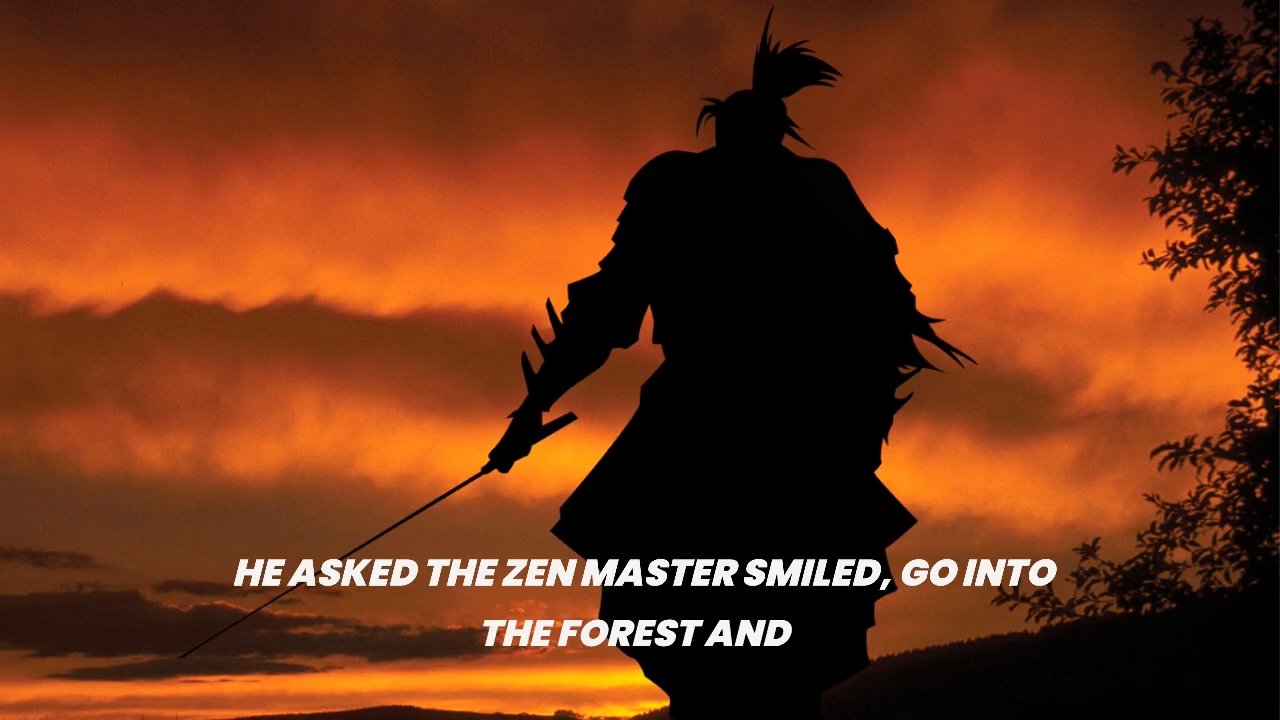 HE ASKED THE ZEN MASTER SMILED, GO INTO
THE FOREST AND